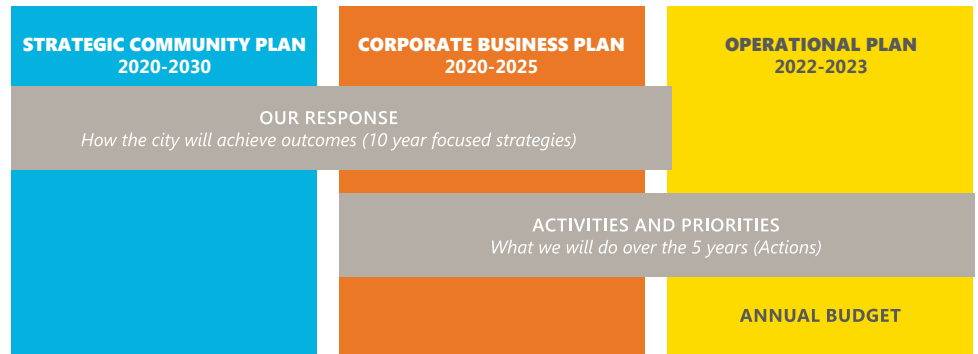 STRATEGIC COMMUNITY PLAN
2020-2030
CORPORATE BUSINESS PLAN
2020-2025
OPERATIONAL PLAN
2022-2023
OUR RESPONSE
How the city will achieve outcomes (10 year focused strategies)
ACTIVITIES AND PRIORITIES
What we will do over the 5 years (Actions)
ANNUAL BUDGET